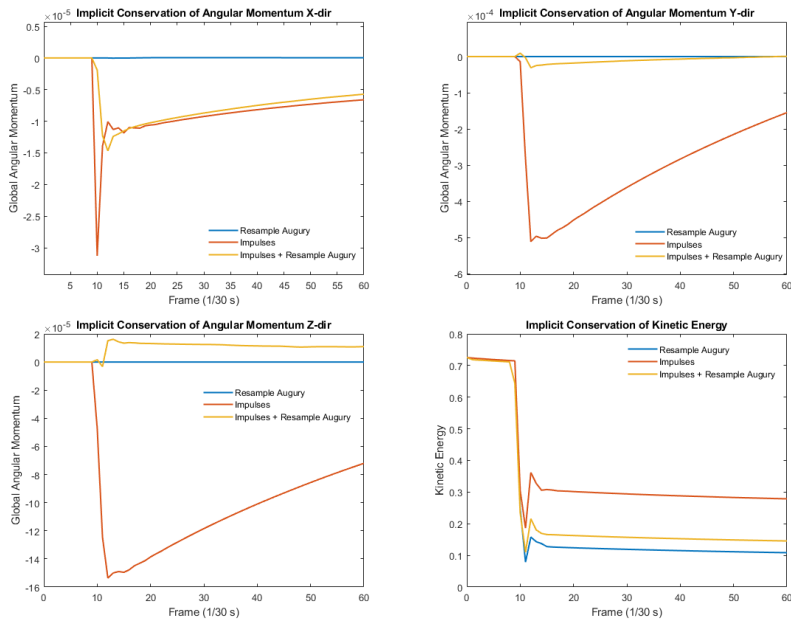 Implicit Conservation of Angular Momentum X-dir
×10⁻⁵
0.5
0
-0.5
-1
-1.5
-2
-2.5
-3
Global Angular Momentum
Resample Augury
Impulses
Impulses + Resample Augury
5 10 15 20 25 30 35 40 45 50 55 60
Frame (1/30 s)
Implicit Conservation of Angular Momentum Y-dir
×10⁻⁴
0
-1
-2
-3
-4
-5
-6
Global Angular Momentum
Resample Augury
Impulses
Impulses + Resample Augury
0 10 20 30 40 50 60
Frame (1/30 s)
Implicit Conservation of Angular Momentum Z-dir
×10⁻⁵
2
0
-2
-4
-6
-8
-10
-12
-14
-16
Global Angular Momentum
Resample Augury
Impulses
Impulses + Resample Augury
0 10 20 30 40 50 60
Frame (1/30 s)
Implicit Conservation of Kinetic Energy
0.8
0.7
0.6
0.5
0.4
0.3
0.2
0.1
0
Kinetic Energy
Resample Augury
Impulses
Impulses + Resample Augury
0 10 20 30 40 50 60
Frame (1/30 s)